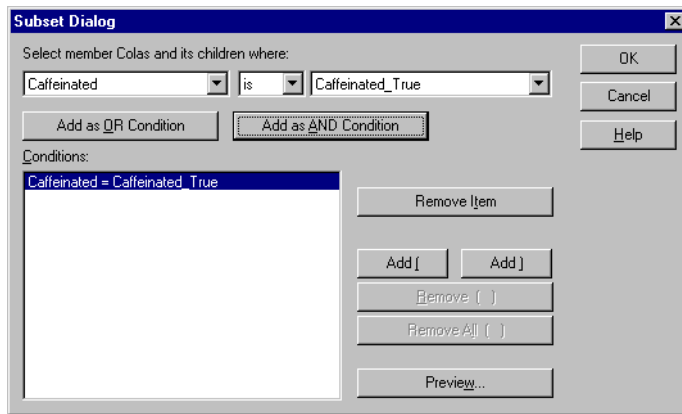 Subset Dialog
Select member Colas and its children where:
OK
Caffeinated is Caffeinated_True
Cancel
Add as OR Condition Add as AND Condition
Help
Conditions:
Caffeinated = Caffeinated_True
Remove Item
Add ( Add )
Remove ( )
Remove All ( )
Preview...